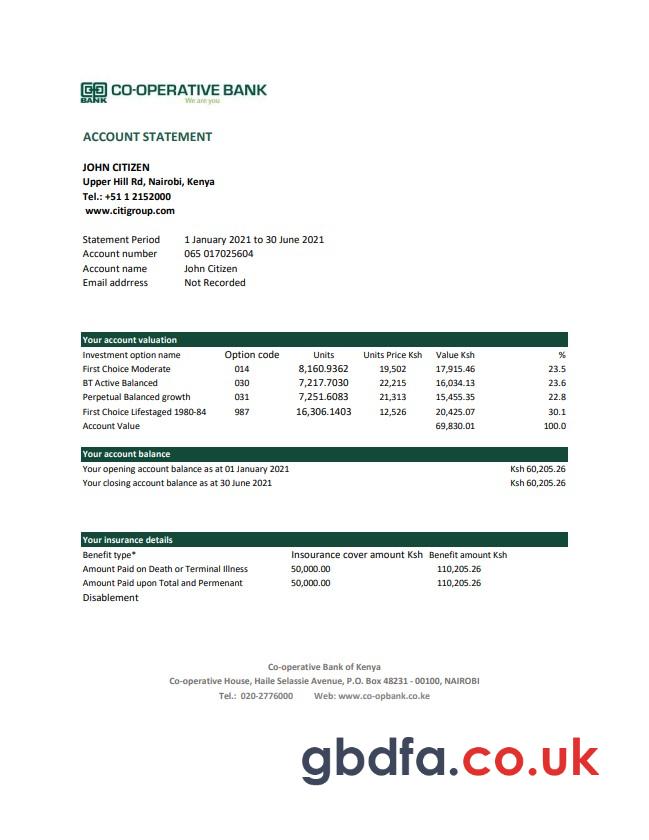 CO-OPERATIVE BANK
BANK
We are you
ACCOUNT STATEMENT
JOHN CITIZEN
Upper Hill Rd, Nairobi, Kenya
Tel.: +51 1 2152000
www.citigroup.com
Statement Period 1 January 2021 to 30 June 2021
Account number 065 017025604
Account name John Citizen
Email addrress Not Recorded
Your account valuation
Investment option name Option code Units Units Price Ksh Value Ksh %
First Choice Moderate 014 8,160.9362 19,502 17,915.46 23.5
BT Active Balanced 030 7,217.7030 22,215 16,034.13 23.6
Perpetual Balanced growth 031 7,251.6083 21,313 15,455.35 22.8
First Choice Lifestaged 1980-84 987 16,306.1403 12,526 20,425.07 30.1
Account Value 69,830.01 100.0
Your account balance
Your opening account balance as at 01 January 2021 Ksh 60,205.26
Your closing account balance as at 30 June 2021 Ksh 60,205.26
Your insurance details
Benefit type* Insourance cover amount Ksh Benefit amount Ksh
Amount Paid on Death or Terminal Illness 50,000.00 110,205.26
Amount Paid upon Total and Permenant 50,000.00 110,205.26
Disablement
Co-operative Bank of Kenya
Co-operative House, Haile Selassie Avenue, P.O. Box 48231 - 00100, NAIROBI
Tel.: 020-2776000 Web: www.co-opbank.co.ke
gbdfa.co.uk